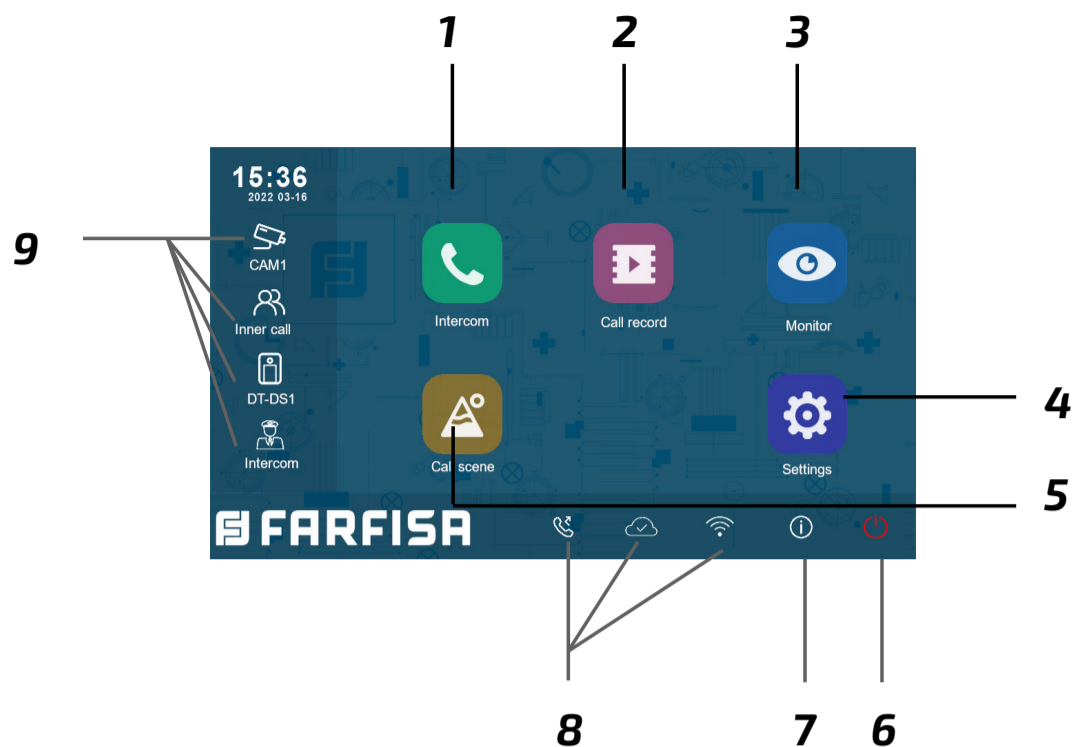 1
2
3
15:36
2022 03-16
9
CAM1
Intercom
Call record
Monitor
Inner call
DT-DS1
4
Intercom
Call scene
Settings
5
FARFISA
8
7
6